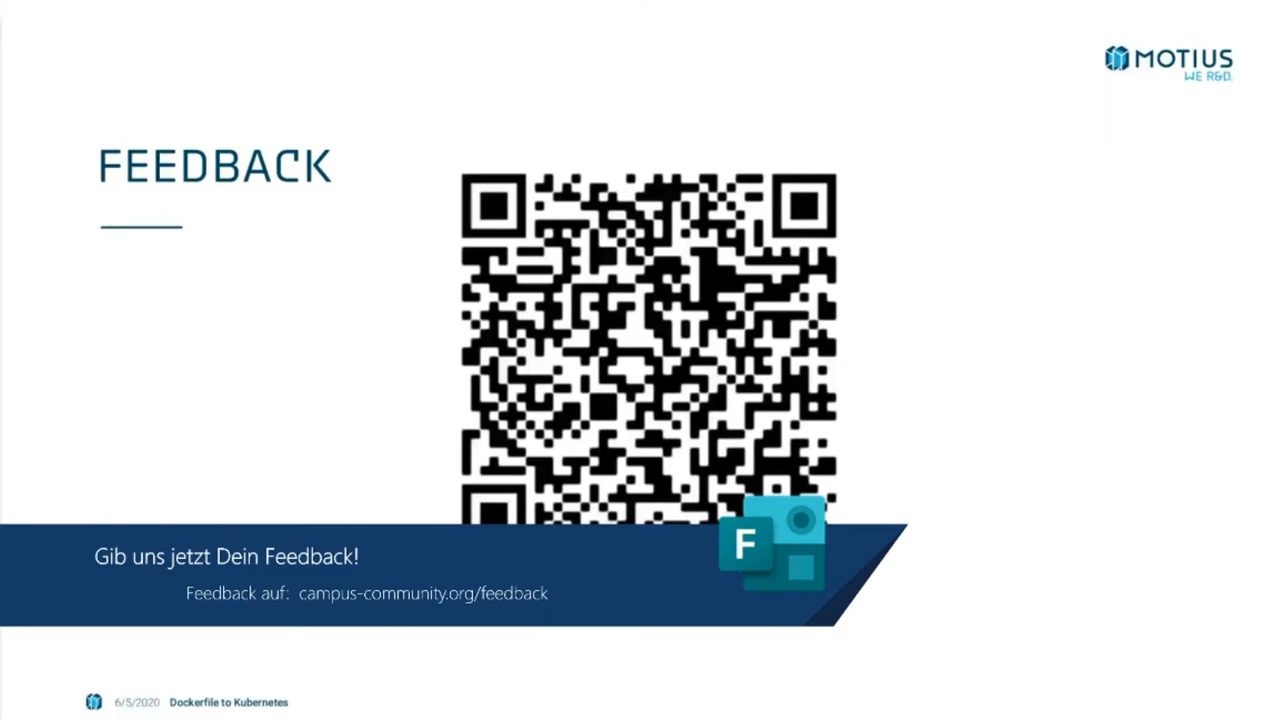 MOTIUS
WE R&D.
FEEDBACK
F
Gib uns jetzt Dein Feedback!
Feedback auf: campus-community.org/feedback
6/5/2020 Dockerfile to Kubernetes